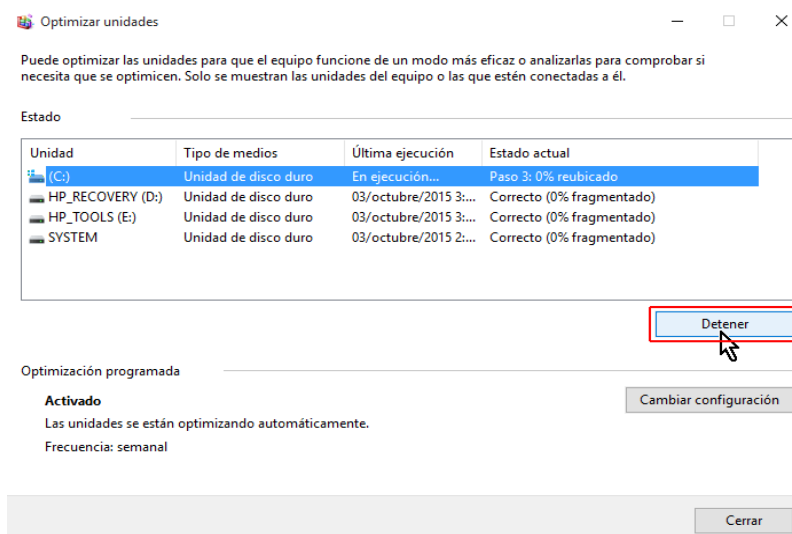 Optimizar unidades
Puede optimizar las unidades para que el equipo funcione de un modo más eficaz o analizarlas para comprobar si
necesita que se optimicen. Solo se muestran las unidades del equipo o las que estén conectadas a él.
Estado
Unidad Tipo de medios Última ejecución Estado actual
(C:) Unidad de disco duro En ejecución... Paso 3: 0% reubicado
HP_RECOVERY (D:) Unidad de disco duro 03/octubre/2015 3:... Correcto (0% fragmentado)
HP_TOOLS (E:) Unidad de disco duro 03/octubre/2015 3:... Correcto (0% fragmentado)
SYSTEM Unidad de disco duro 03/octubre/2015 2:... Correcto (0% fragmentado)
Detener
Optimización programada
Activado
Cambiar configuración
Las unidades se están optimizando automáticamente.
Frecuencia: semanal
Cerrar